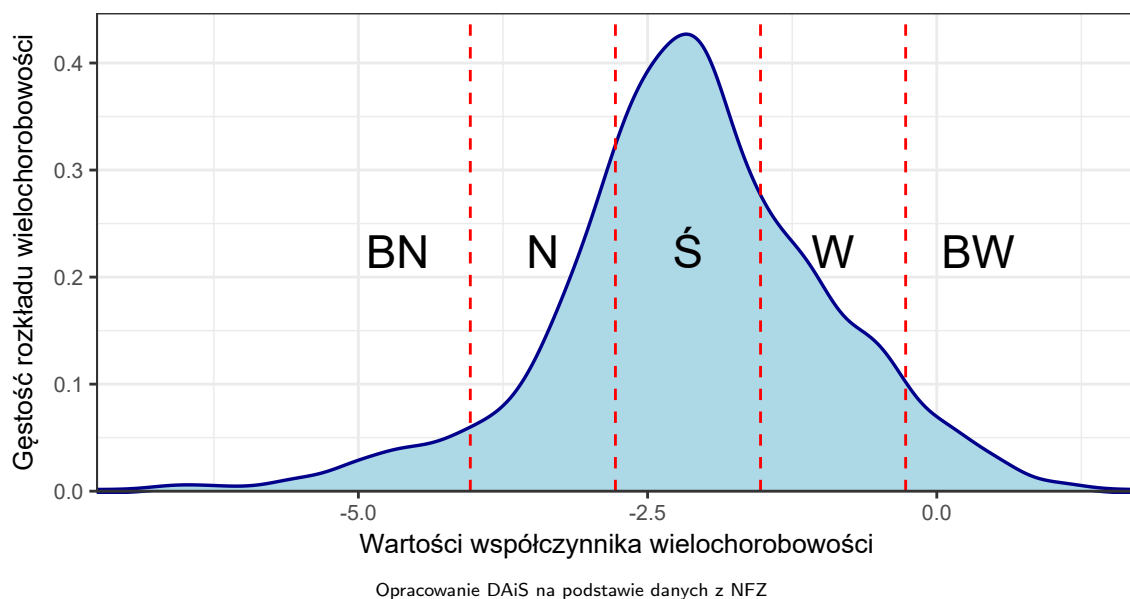 Gęstość rozkładu wielochorobowości
0.4
0.3
0.2
0.1
0.0
BN N Ś W BW
-5.0 -2.5 0.0
Wartości współczynnika wielochorobowości
Opracowanie DAiS na podstawie danych z NFZ